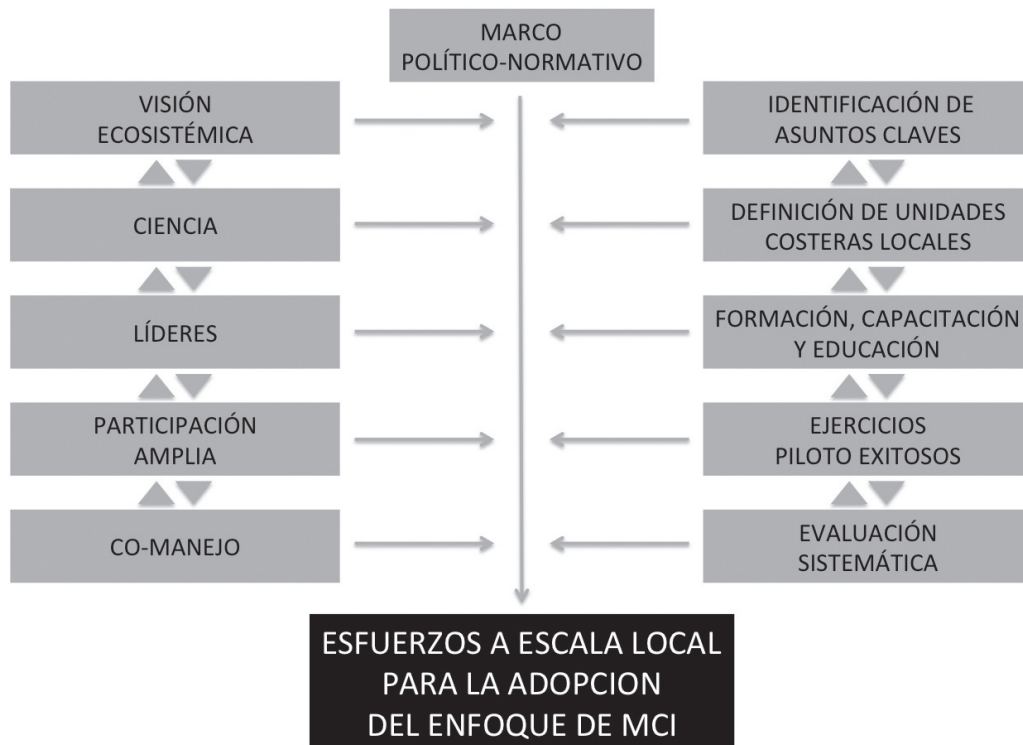 MARCO
POLÍTICO-NORMATIVO
VISIÓN
ECOSISTÉMICA
CIENCIA
LÍDERES
PARTICIPACIÓN
AMPLIA
CO-MANEJO
IDENTIFICACIÓN DE
ASUNTOS CLAVES
DEFINICIÓN DE UNIDADES
COSTERAS LOCALES
FORMACIÓN, CAPACITACIÓN
Y EDUCACIÓN
EJERCICIOS
PILOTO EXITOSOS
EVALUACIÓN
SISTEMÁTICA
ESFUERZOS A ESCALA LOCAL
PARA LA ADOPCION
DEL ENFOQUE DE MCI